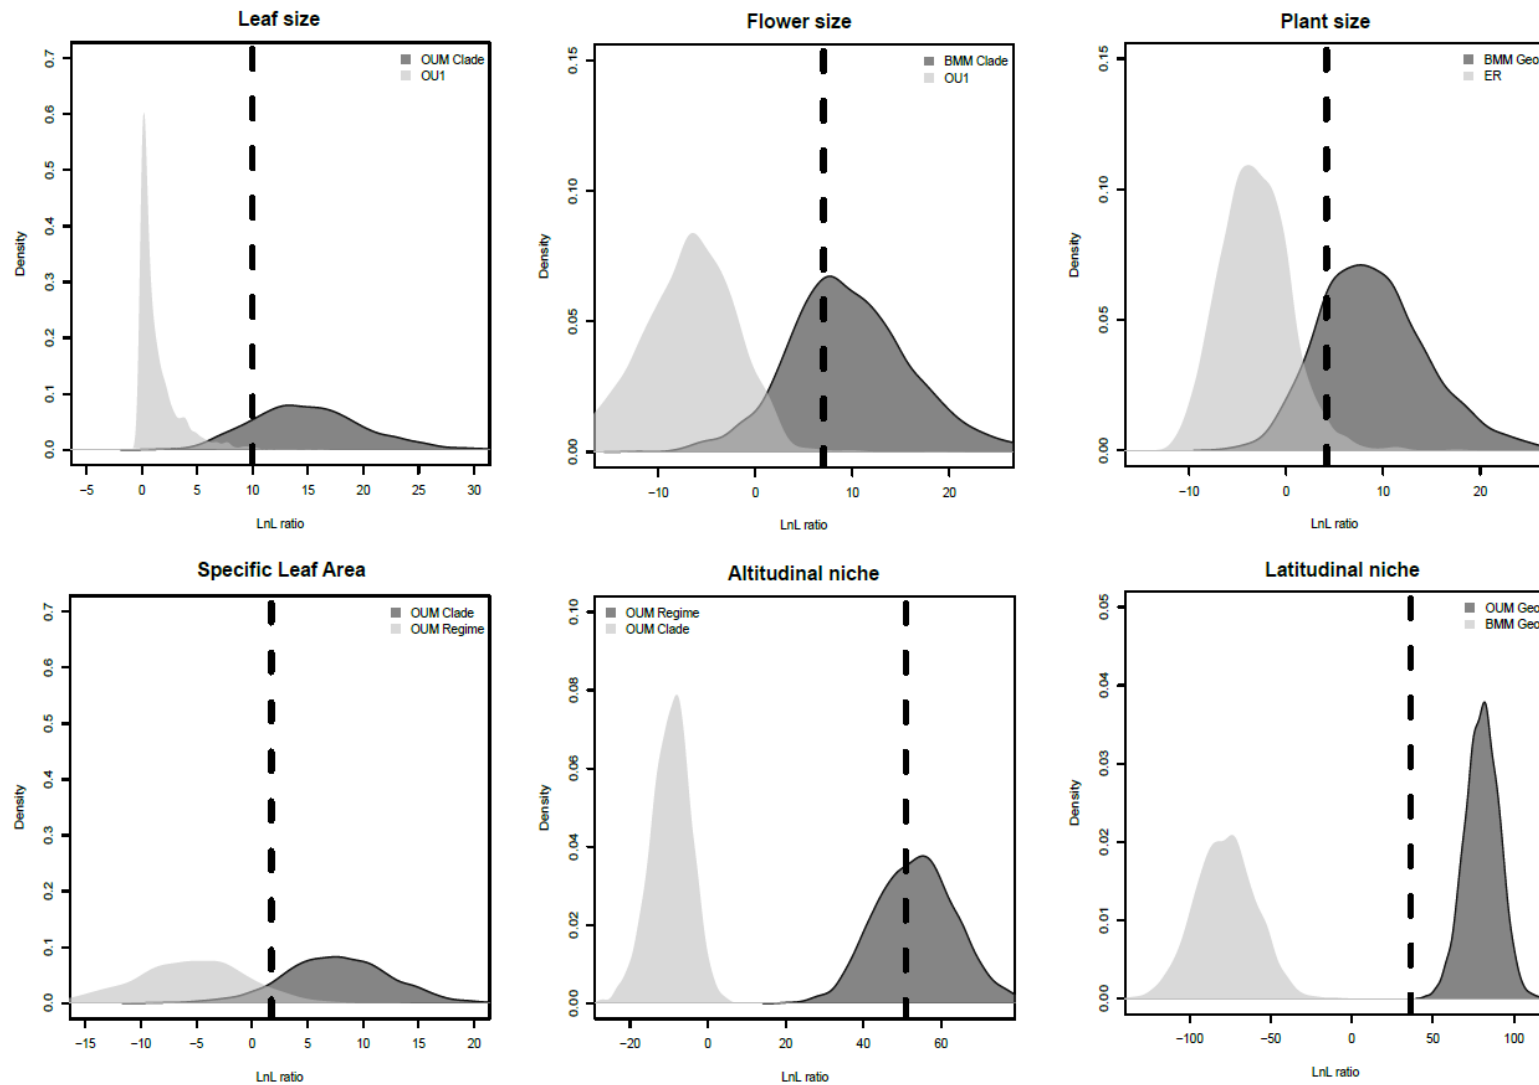 Leaf size
OUM Clade
OU1
Density
0.7
0.6
0.5
0.4
0.3
0.2
0.1
0.0
−5 0 5 10 15 20 25 30
LnL ratio
Flower size
BMM Clade
OU1
Density
0.15
0.10
0.05
0.00
−10 0 10 20
LnL ratio
Plant size
BMM Geo
ER
Density
0.15
0.10
0.05
0.00
−10 0 10 20
LnL ratio
Specific Leaf Area
OUM Clade
OUM Regime
Density
0.7
0.6
0.5
0.4
0.3
0.2
0.1
0.0
−15 −10 −5 0 5 10 15 20
LnL ratio
Altitudinal niche
OUM Regime
OUM Clade
Density
0.10
0.08
0.06
0.04
0.02
0.00
−20 0 20 40 60
LnL ratio
Latitudinal niche
OUM Geo
BMM Geo
Density
0.05
0.04
0.03
0.02
0.01
0.00
−100 −50 0 50 100
LnL ratio